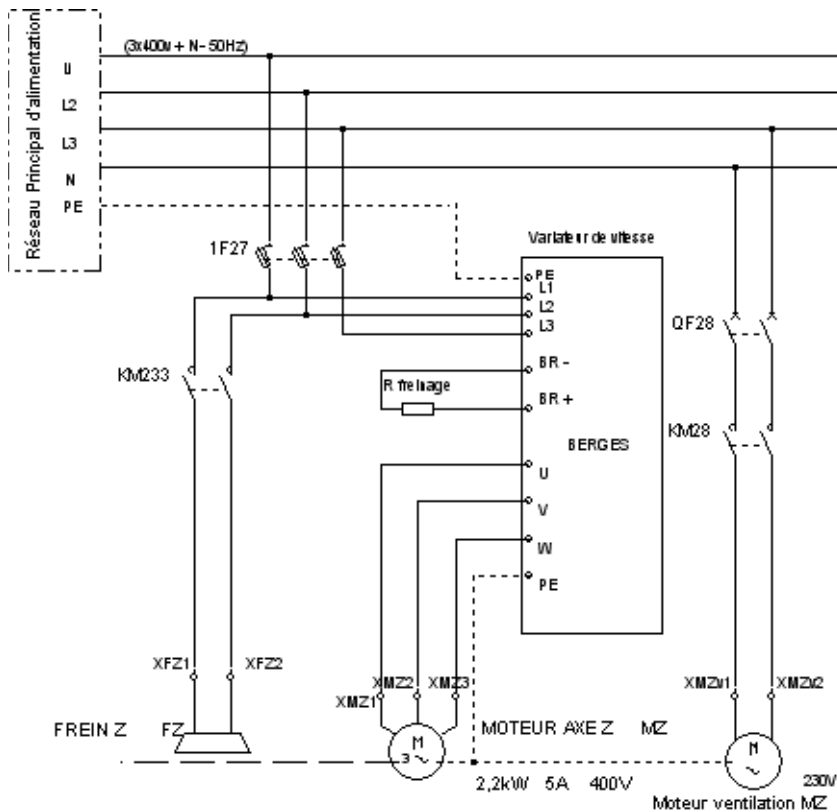 Réseau Principal d'alimentation
(3x400v + N- 50Hz)
U
L2
L3
N
PE
1F27
Variateur de vitesse
PE
L1
L2
L3
QF28
KM233
BR -
R freinage
BR +
KM28
BERGES
U
V
W
PE
XFZ1
XFZ2
XMZ1
XMZ2
XMZ3
XMZV1
XMZV2
FREIN Z
FZ
M
3 ~
MOTEUR AXE Z
MZ
M
~
2,2kW 5A 400V
230V
Moteur ventilation MZ